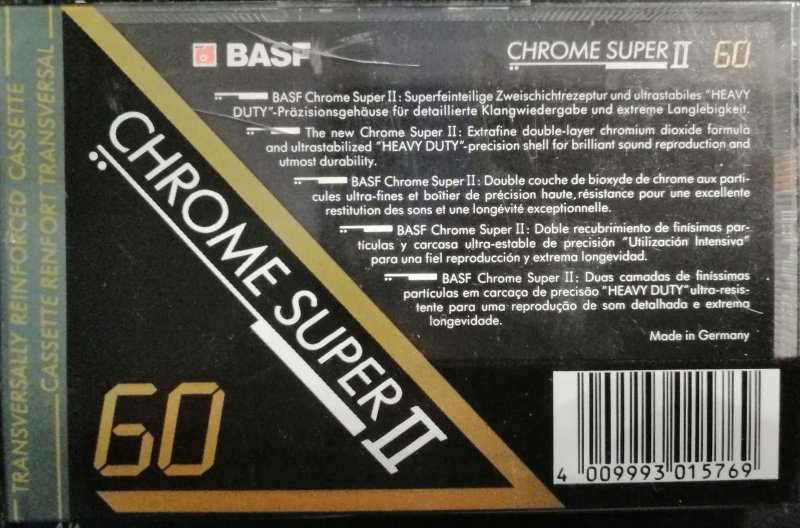 TRANSVERSALLY REINFORCED CASSETTE
CASSETTE RENFORT TRANSVERSAL
BASF
CHROME SUPER II 60
BASF Chrome Super II: Superfeinteilige Zweischichtrezeptur und ultrastabiles "HEAVY
DUTY"-Präzisionsgehäuse für detaillierte Klangwiedergabe und extreme Langlebigkeit.
The new Chrome Super II: Extrafine double-layer chromium dioxide formula
and ultrastabilized "HEAVY DUTY"-precision shell for brilliant sound reproduction and
utmost durability.
BASF Chrome Super II: Double couche de bioxyde de chrome aux parti-
cules ultra-fines et boîtier de précision haute résistance pour une excellente
restitution des sons et une longévité exceptionnelle.
BASF Chrome Super II: Doble recubrimiento de finísimas par-
tículas y carcasa ultra-estable de precisión "Utilización Intensiva"
para una fiel reproducción y extrema longevidad.
BASF Chrome Super II: Duas camadas de finíssimas
partículas em carcaça de precisão "HEAVY DUTY" ultra-resis-
tente para uma reprodução de som detalhada e extrema
longevidade.
Made in Germany
CHROME SUPER II
60
4 009993 015769